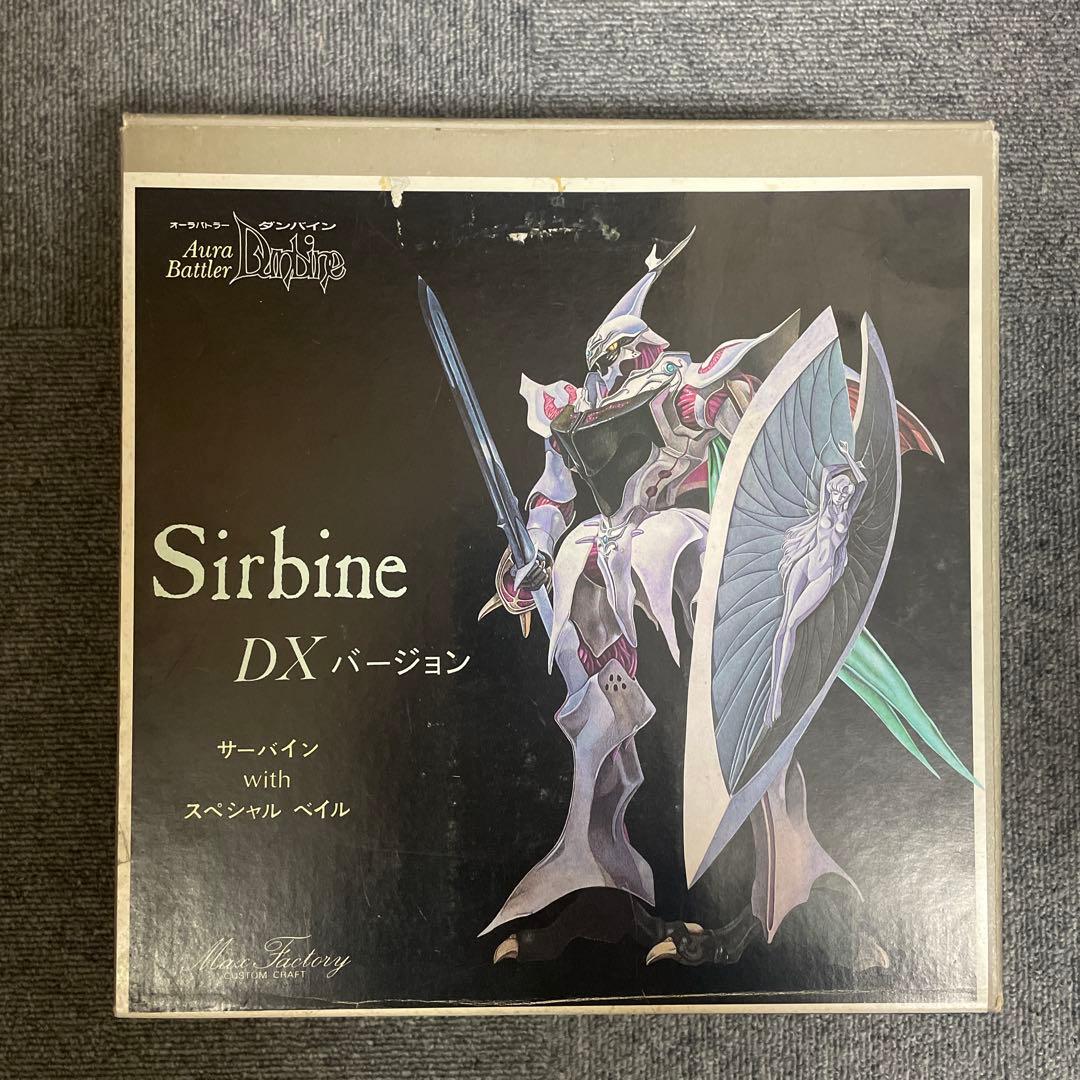 オーラバトラー ダンバイン
Aura
Battler Dunbine
Sirbine
DX バージョン
サーバイン
with
スペシャル ベイル
Max Factory
CUSTOM CRAFT